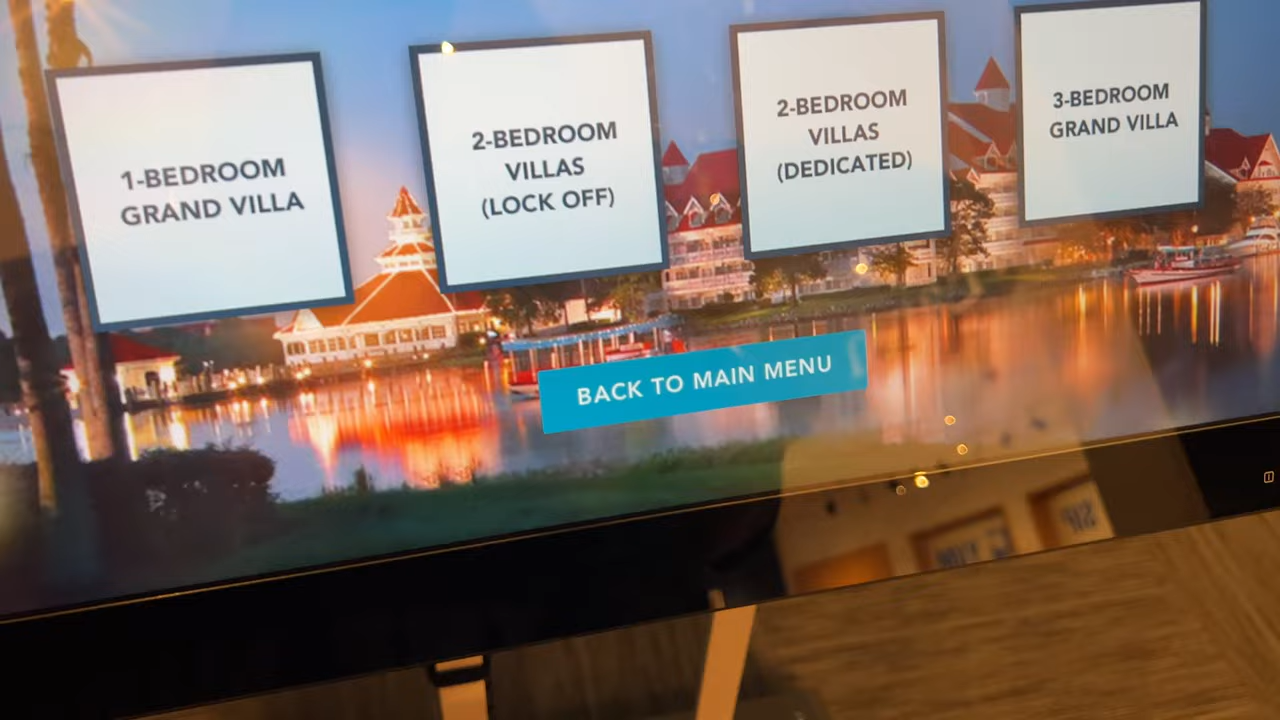 1-BEDROOM
GRAND VILLA
2-BEDROOM
VILLAS
(LOCK OFF)
2-BEDROOM
VILLAS
(DEDICATED)
3-BEDROOM
GRAND VILLA
BACK TO MAIN MENU